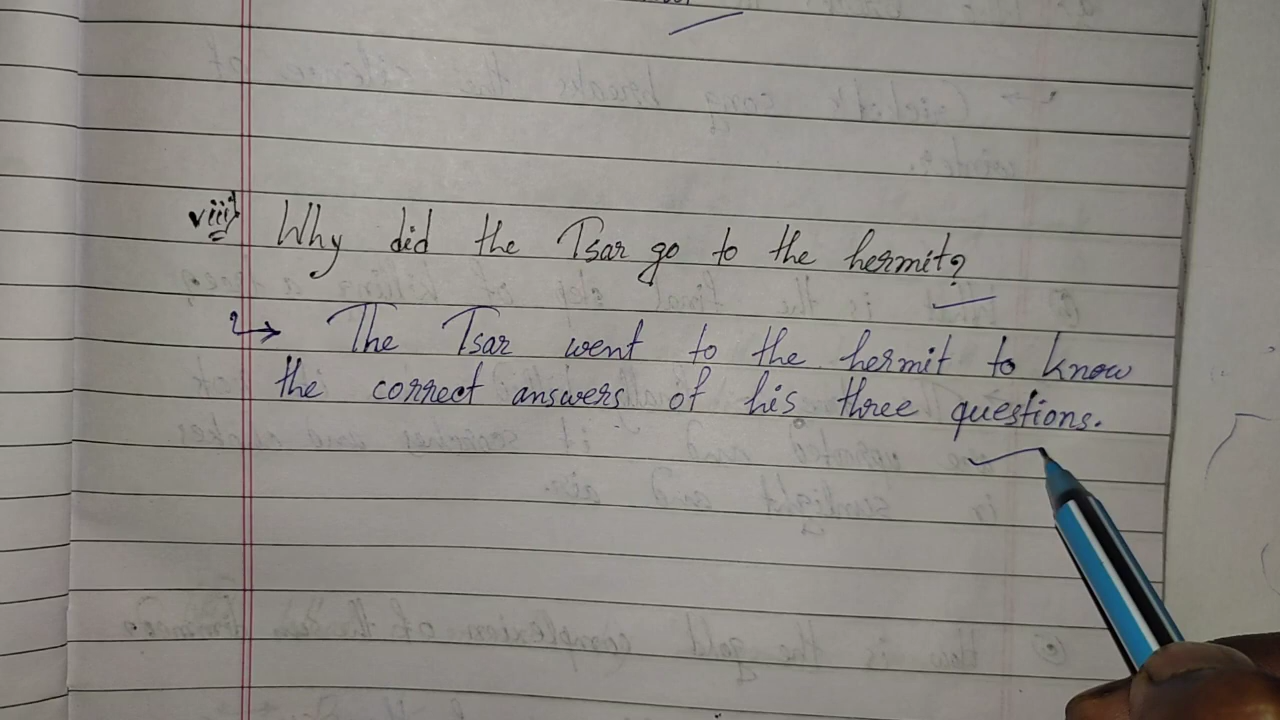 viii) Why did the Tsar go to the hermit?
→ The Tsar went to the hermit to know
the correct answers of his three questions.